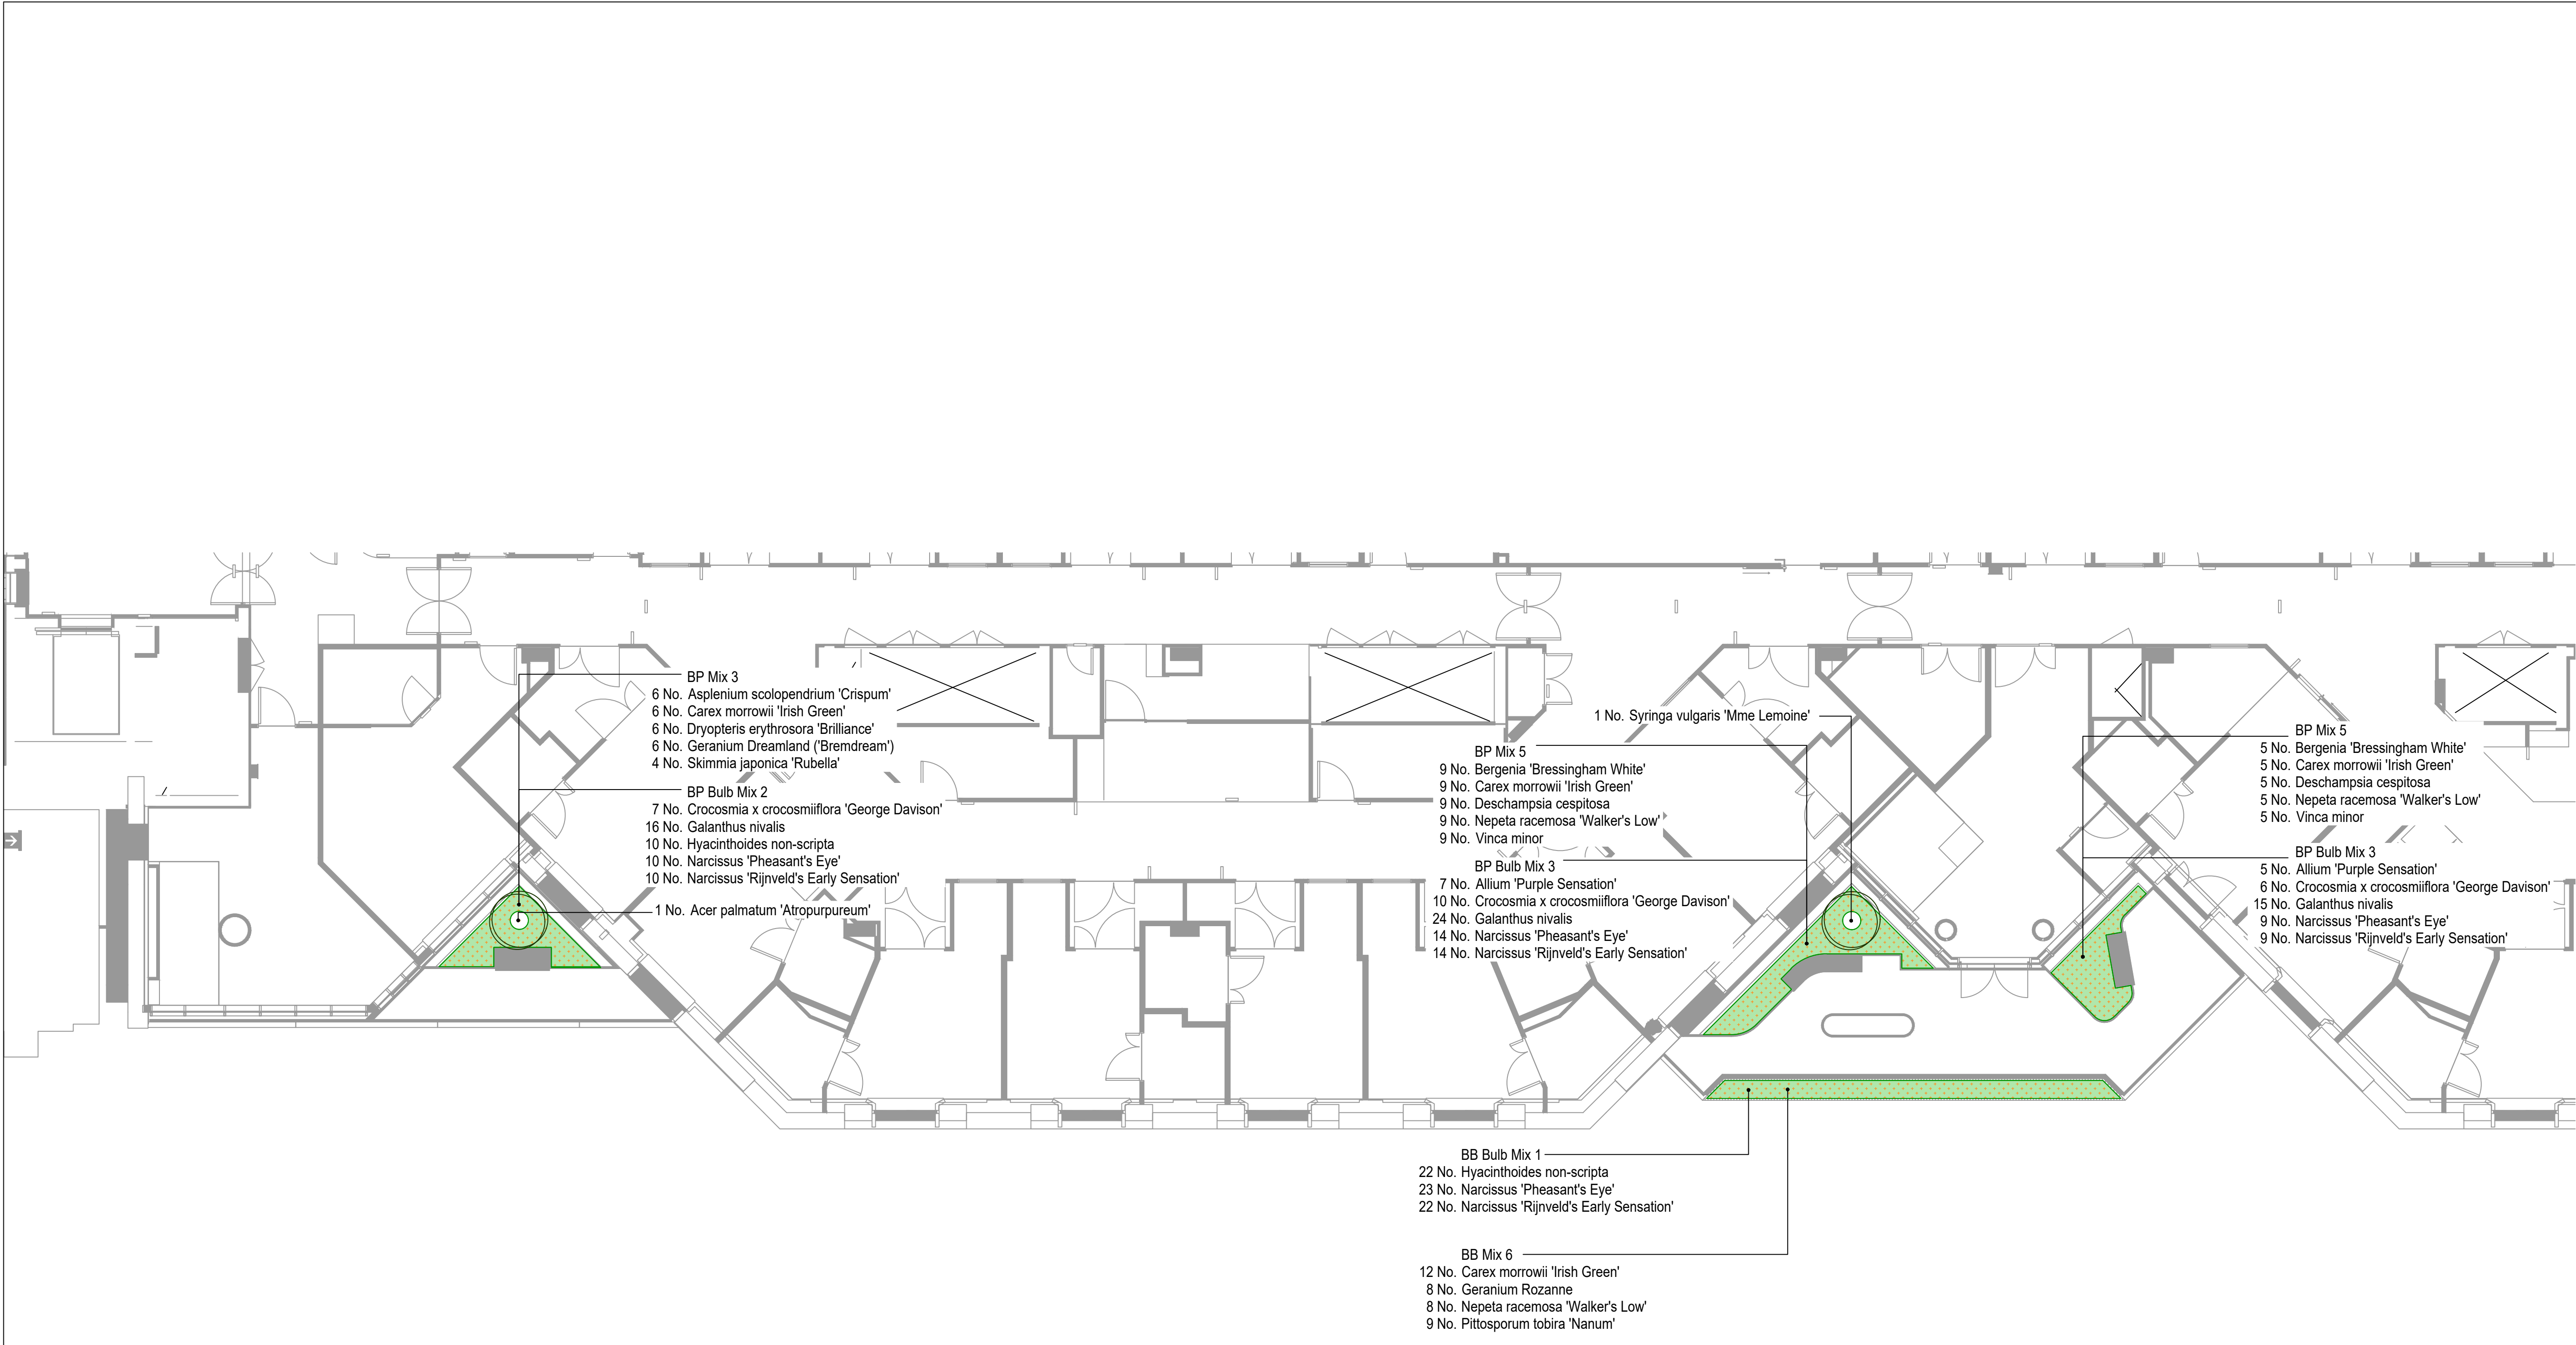 BP Mix 3
6 No. Asplenium scolopendrium 'Crispum'
6 No. Carex morrowii 'Irish Green'
6 No. Dryopteris erythrosora 'Brilliance'
6 No. Geranium Dreamland ('Bremdream')
4 No. Skimmia japonica 'Rubella'
BP Bulb Mix 2
7 No. Crocosmia x crocosmiiflora 'George Davison'
16 No. Galanthus nivalis
10 No. Hyacinthoides non-scripta
10 No. Narcissus 'Pheasant's Eye'
10 No. Narcissus 'Rijnveld's Early Sensation'
1 No. Acer palmatum 'Atropurpureum'
1 No. Syringa vulgaris 'Mme Lemoine'
BP Mix 5
9 No. Bergenia 'Bressingham White'
9 No. Carex morrowii 'Irish Green'
9 No. Deschampsia cespitosa
9 No. Nepeta racemosa 'Walker's Low'
9 No. Vinca minor
BP Bulb Mix 3
7 No. Allium 'Purple Sensation'
10 No. Crocosmia x crocosmiiflora 'George Davison'
24 No. Galanthus nivalis
14 No. Narcissus 'Pheasant's Eye'
14 No. Narcissus 'Rijnveld's Early Sensation'
BP Mix 5
5 No. Bergenia 'Bressingham White'
5 No. Carex morrowii 'Irish Green'
5 No. Deschampsia cespitosa
5 No. Nepeta racemosa 'Walker's Low'
5 No. Vinca minor
BP Bulb Mix 3
5 No. Allium 'Purple Sensation'
6 No. Crocosmia x crocosmiiflora 'George Davison'
15 No. Galanthus nivalis
9 No. Narcissus 'Pheasant's Eye'
9 No. Narcissus 'Rijnveld's Early Sensation'
BB Bulb Mix 1
22 No. Hyacinthoides non-scripta
23 No. Narcissus 'Pheasant's Eye'
22 No. Narcissus 'Rijnveld's Early Sensation'
BB Mix 6
12 No. Carex morrowii 'Irish Green'
8 No. Geranium Rozanne
8 No. Nepeta racemosa 'Walker's Low'
9 No. Pittosporum tobira 'Nanum'